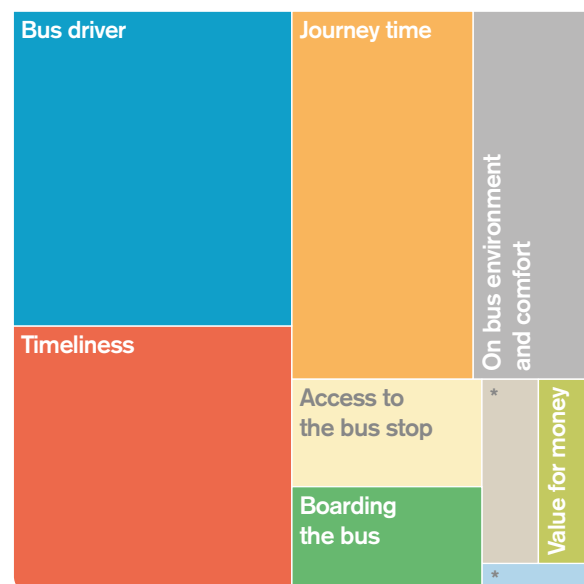 Bus driver
Journey time
On bus environment
and comfort
Timeliness
Access to
the bus stop
*
Value for money
Boarding
the bus
*